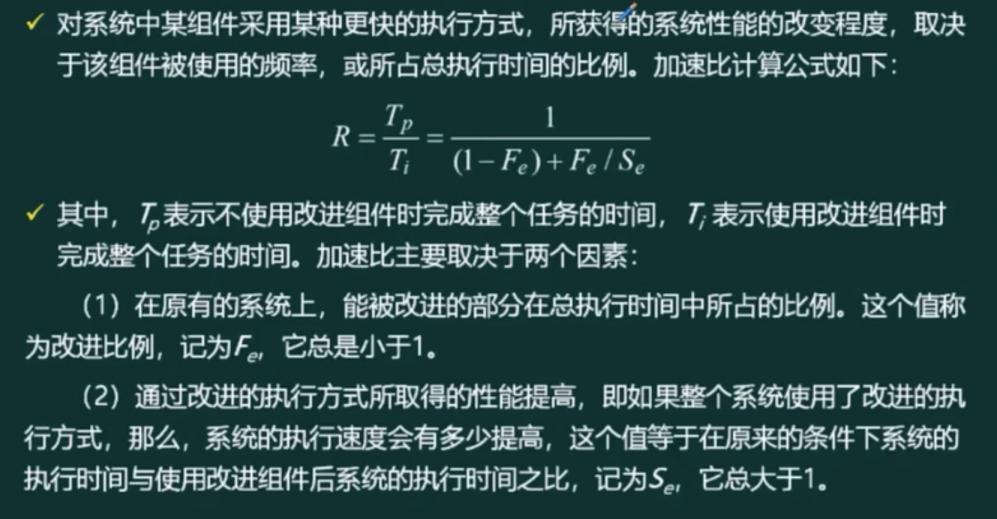 ✓ 对系统中某组件采用某种更快的执行方式，所获得的系统性能的改变程度，取决
于该组件被使用的频率，或所占总执行时间的比例。加速比计算公式如下：
R = T_p / T_i = 1 / ((1 − F_e) + F_e / S_e)
✓ 其中，T_p表示不使用改进组件时完成整个任务的时间，T_i表示使用改进组件时
完成整个任务的时间。加速比主要取决于两个因素：
（1）在原有的系统上，能被改进的部分在总执行时间中所占的比例。这个值称
为改进比例，记为F_e，它总是小于1。
（2）通过改进的执行方式所取得的性能提高，即如果整个系统使用了改进的执
行方式，那么，系统的执行速度会有多少提高，这个值等于在原来的条件下系统的
执行时间与使用改进组件后系统的执行时间之比，记为S_e，它总大于1。